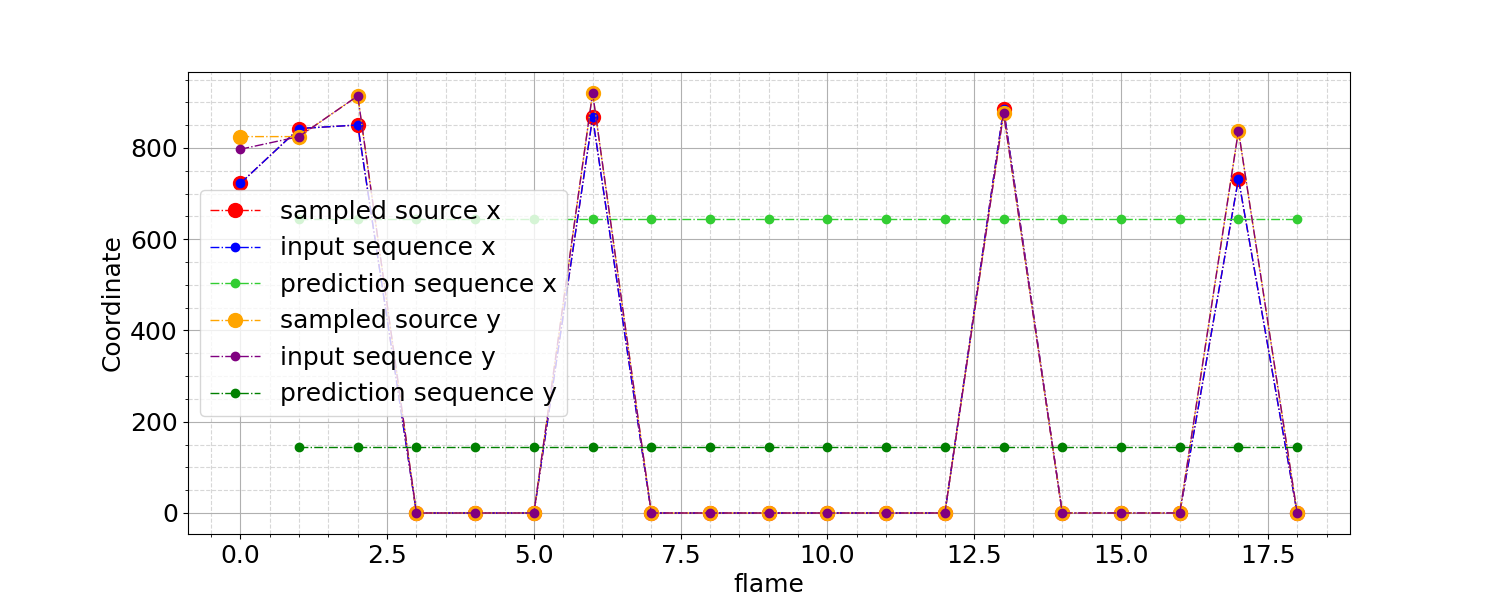 800
600
400
200
0
Coordinate
sampled source x
input sequence x
prediction sequence x
sampled source y
input sequence y
prediction sequence y
0.0 2.5 5.0 7.5 10.0 12.5 15.0 17.5
flame